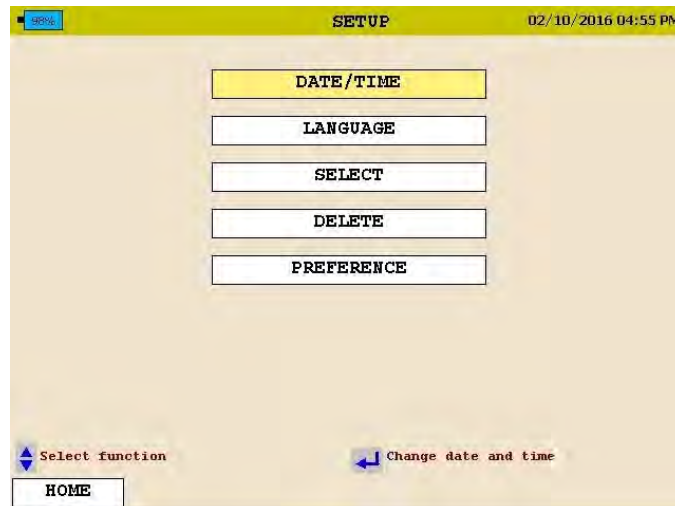 98% SETUP 02/10/2016 04:55 PM
DATE/TIME
LANGUAGE
SELECT
DELETE
PREFERENCE
Select function Change date and time
HOME